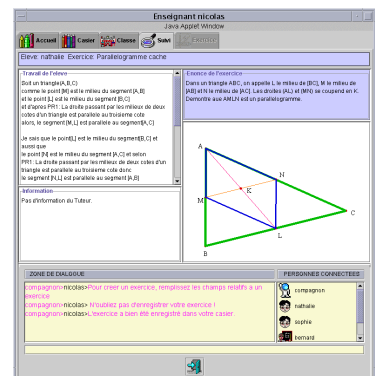 Enseignant nicolas
Java Applet Window
Accueil Casier Classe Suivi
Eleve: nathalie Exercice: Parallelogramme cache
Travail de l'eleve
Soit un triangle(A,B,C)
comme le point [M] est le milieu du segment [A,B]
et le point [L] est le milieu du segment[B,C]
et d'apres PR1: La droite passant par les milieux de deux
cotes d'un triangle est parallele au troisieme cote
alors, le segment [M,L] est parallele au segment[A,C]
Je sais que le point[L] est le milieu du segment[B,C] et
aussi que
le point [N] est le milieu du segment [A,C] et selon
PR1: La droite passant par les milieux de deux cotes d'un
triangle est parallele au troisieme cote donc
le segment [N,L] est parallele au segment [A,B]
Enonce de l'exercice
Dans un triangle ABC, on appelle L le milieu de [BC], M le milieu de
[AB] et N le milieu de [AC]. Les droites (AL) et (MN) se coupent en K.
Demontre que AMLN est un parallelogramme.
A
N
K
M
C
L
B
Information
Pas d'information du Tuteur.
ZONE DE DIALOGUE
compagnon>nicolas>Pour creer un exercice, remplissez les champs relatifs a un
exercice
compagnon>nicolas> N'oubliez pas d'enregistrer votre exercice !
compagnon>nicolas>L'exercice a bien été enregistré dans votre casier.
PERSONNES CONNECTEES
compagnon
nathalie
sophie
bernard